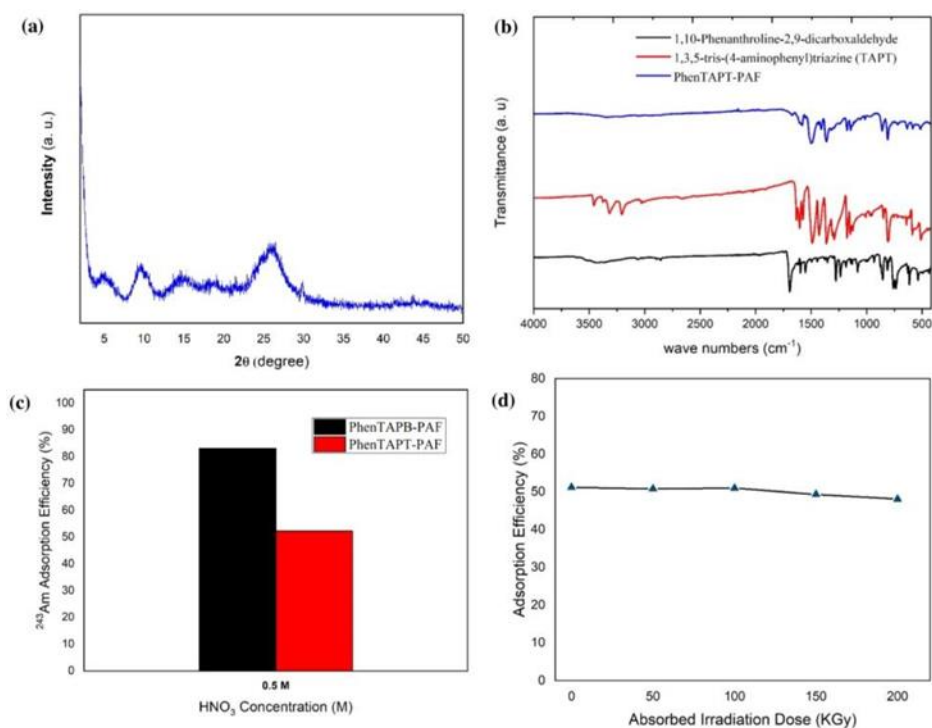 (a)
Intensity (a. u.)
5 10 15 20 25 30 35 40 45 50
2θ (degree)
(b)
1,10-Phenanthroline-2,9-dicarboxaldehyde
1,3,5-tris-(4-aminophenyl)triazine (TAPT)
PhenTAPT-PAF
Transmittance (a. u)
4000 3500 3000 2500 2000 1500 1000 500
wave numbers (cm⁻¹)
(c)
PhenTAPB-PAF
PhenTAPT-PAF
²⁴³Am Adsorption Efficiency (%)
100
90
80
70
60
50
40
30
20
10
0
0.5 M
HNO₃ Concentration (M)
(d)
Adsorption Efficiency (%)
80
70
60
50
40
30
20
10
0
0 50 100 150 200
Absorbed Irradiation Dose (KGy)